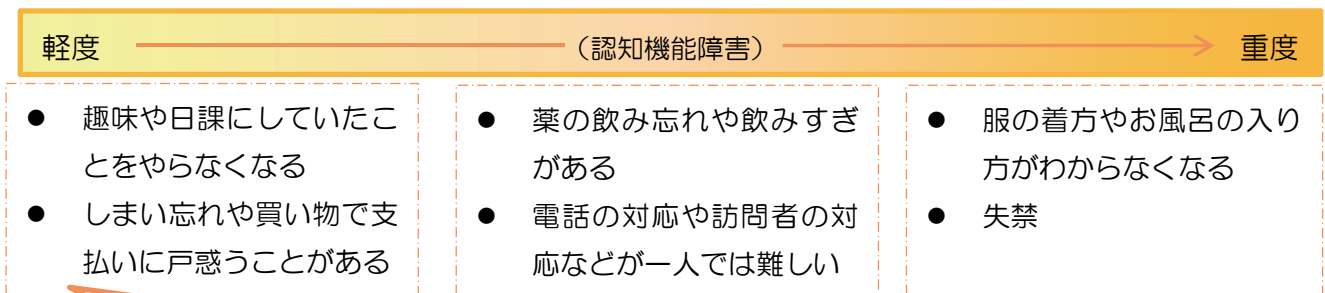 軽度 （認知機能障害） 重度
● 趣味や日課にしていたこ
とをやらなくなる
● しまい忘れや買い物で支
払いに戸惑うことがある
● 薬の飲み忘れや飲みすぎ
がある
● 電話の対応や訪問者の対
応などが一人では難しい
● 服の着方やお風呂の入り
方がわからなくなる
● 失禁